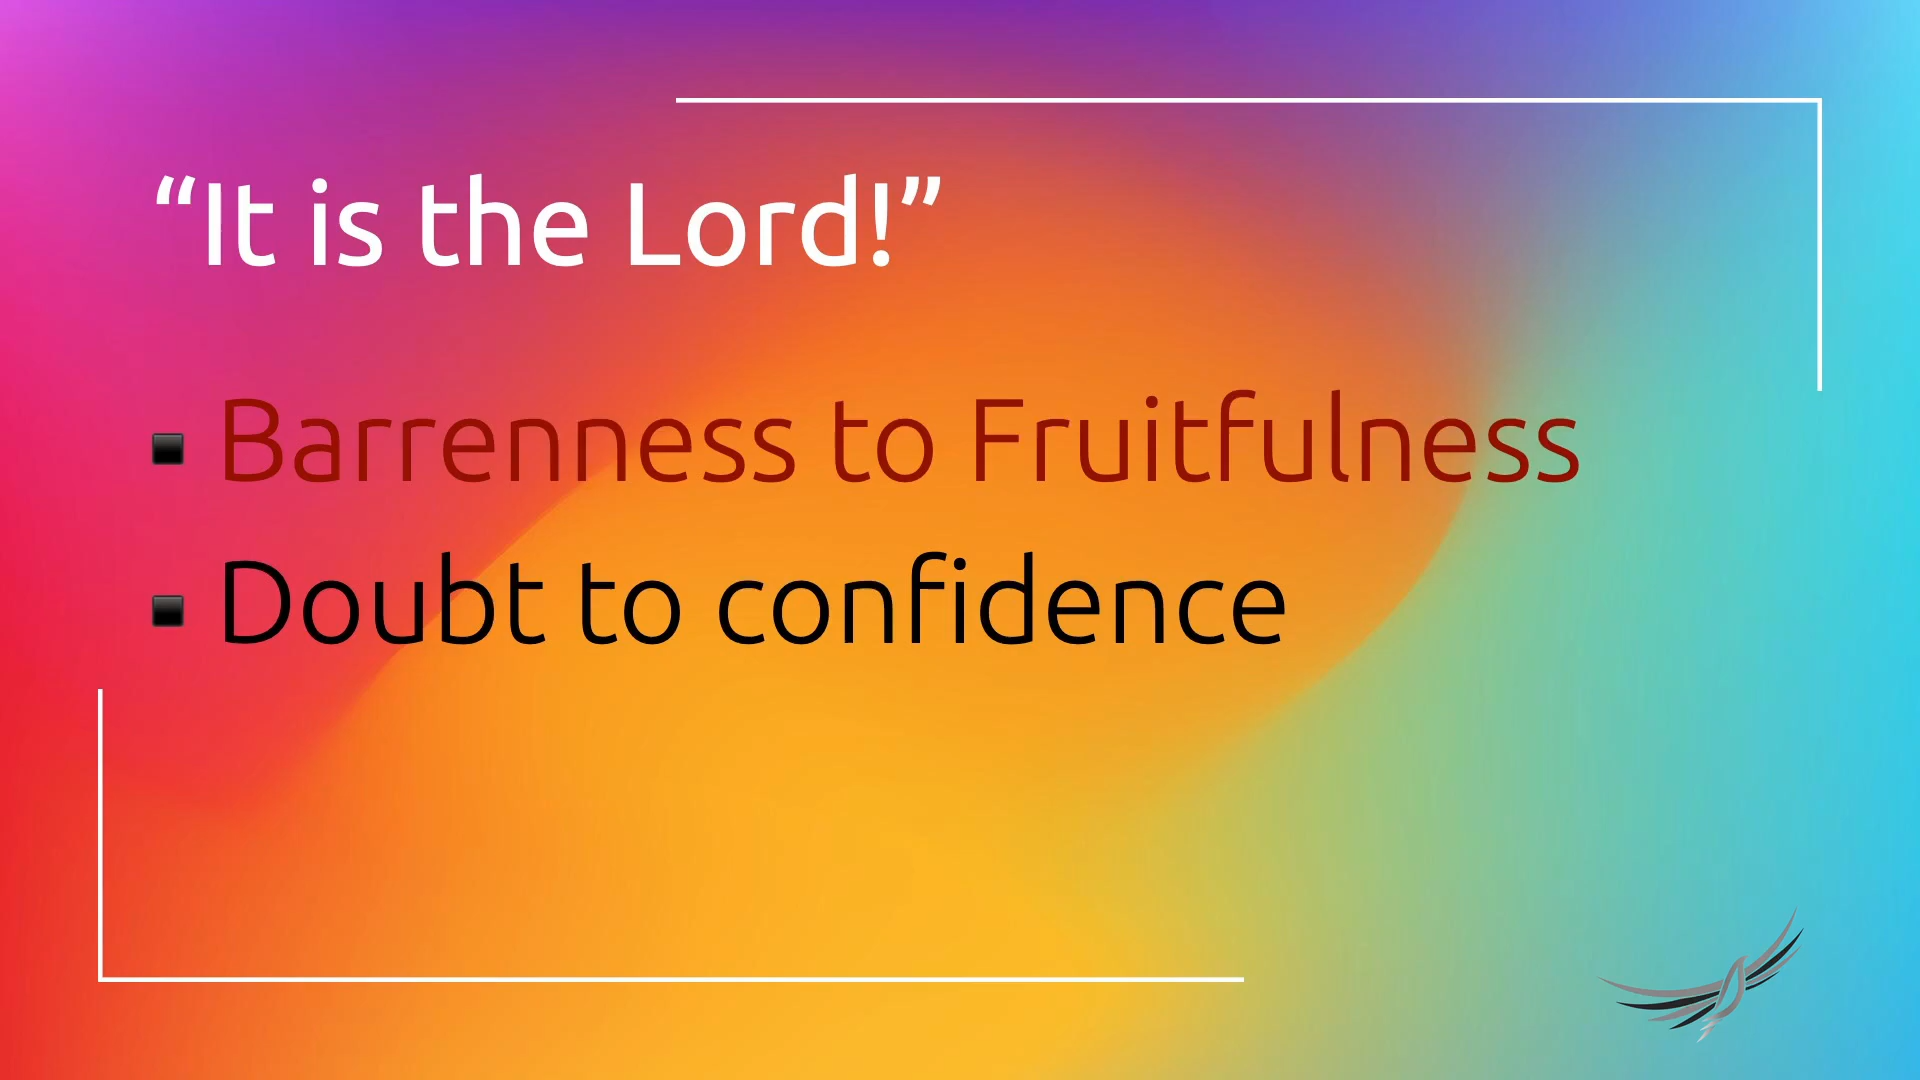 “It is the Lord!”
▪ Barrenness to Fruitfulness
▪ Doubt to confidence